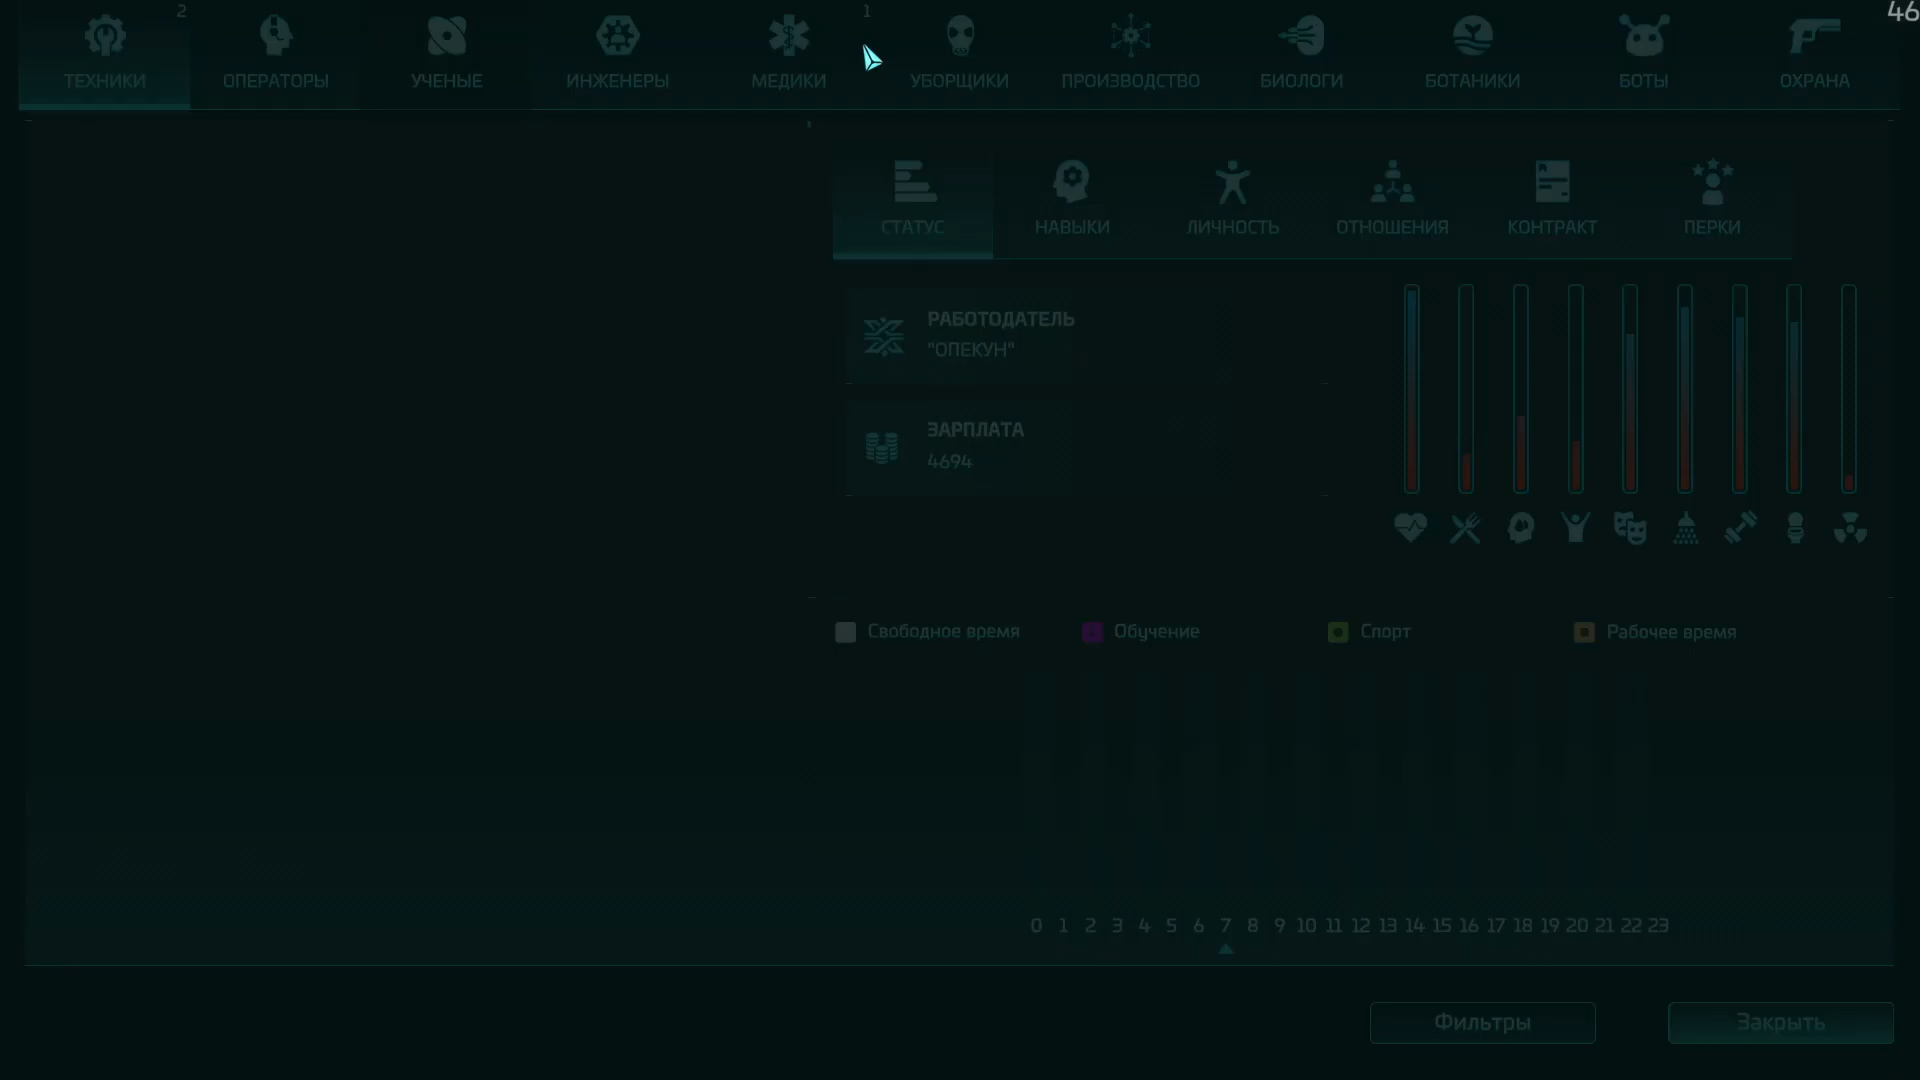 2
1
46
ТЕХНИКИ
ОПЕРАТОРЫ
УЧЕНЫЕ
ИНЖЕНЕРЫ
МЕДИКИ
УБОРЩИКИ
ПРОИЗВОДСТВО
БИОЛОГИ
БОТАНИКИ
БОТЫ
ОХРАНА
СТАТУС
НАВЫКИ
ЛИЧНОСТЬ
ОТНОШЕНИЯ
КОНТРАКТ
ПЕРКИ
РАБОТОДАТЕЛЬ
"ОПЕКУН"
ЗАРПЛАТА
4694
Свободное время
Обучение
Спорт
Рабочее время
0 1 2 3 4 5 6 7 8 9 10 11 12 13 14 15 16 17 18 19 20 21 22 23
Фильтры
Закрыть